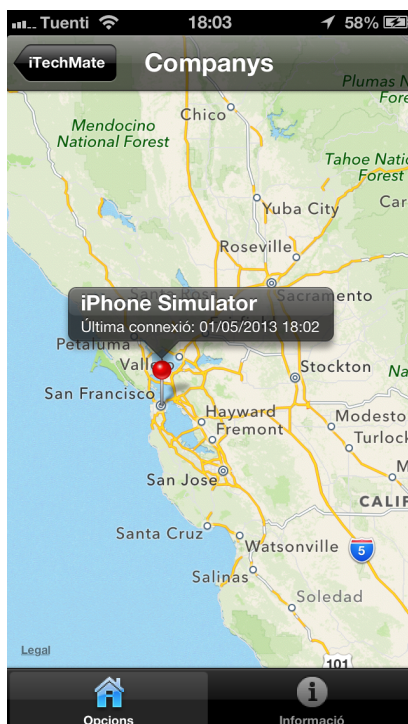 Tuenti 18:03 58%
iTechMate Companys
Plumas N
Fore
Chico
Mendocino
National Forest
Tahoe Natio
Forest
Yuba City Car
Roseville
Sacramento
iPhone Simulator
Última connexió: 01/05/2013 18:02
Petaluma
Stockton
Na
San Francisco
Hayward
Fremont
Modesto
Turlock
M
San Jose
CALIF
Santa Cruz
Watsonville
5
Salinas
Soledad
Legal
101
Opcions Informació